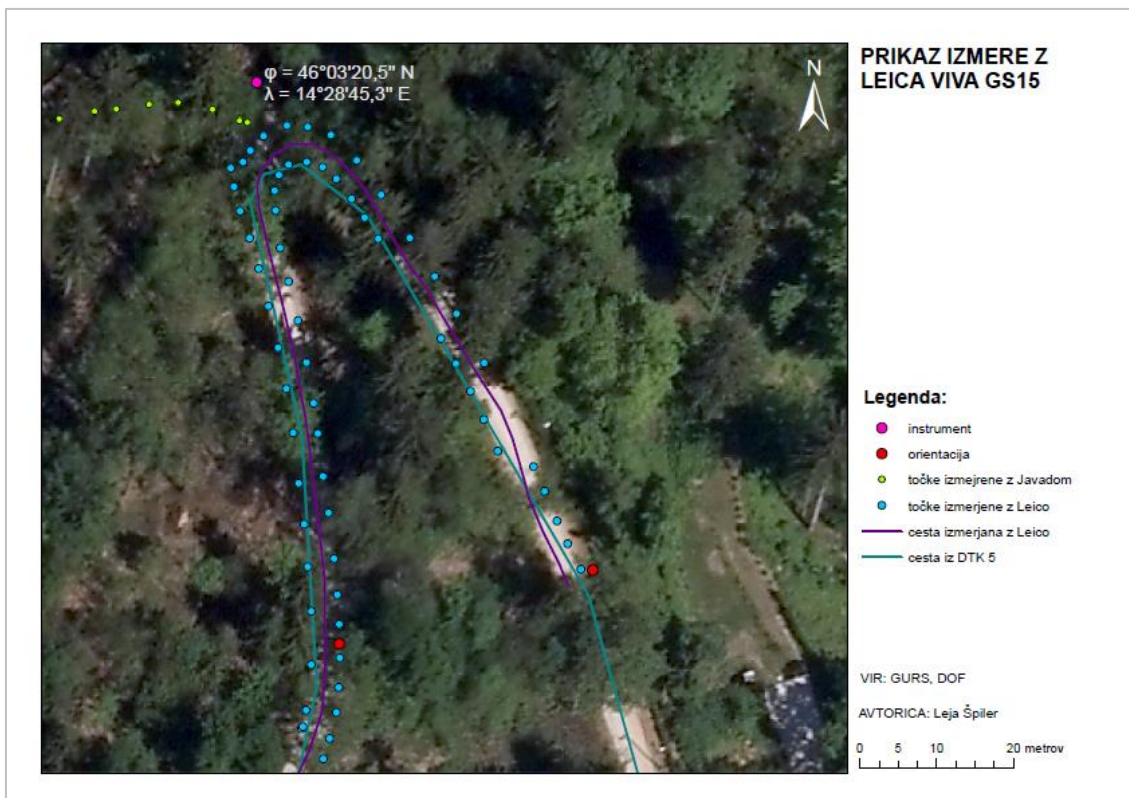 φ = 46°03'20,5" N
λ = 14°28'45,3" E
N
PRIKAZ IZMERE Z
LEICA VIVA GS15
Legenda:
instrument
orientacija
točke izmejrene z Javadom
točke izmerjene z Leico
cesta izmerjana z Leico
cesta iz DTK 5
VIR: GURS, DOF
AVTORICA: Leja Špiler
0 5 10 20 metrov